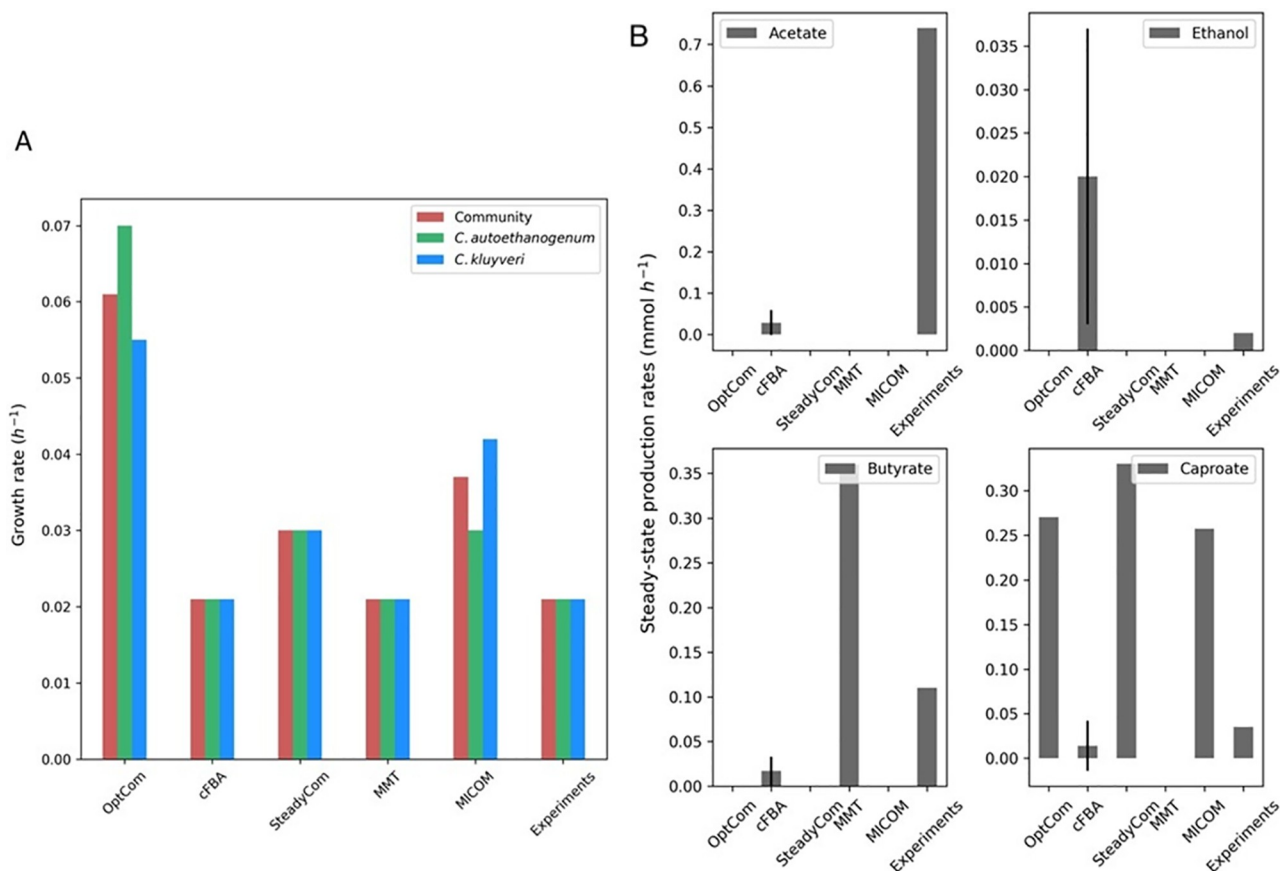 A
Growth rate (h⁻¹)
0.07
0.06
0.05
0.04
0.03
0.02
0.01
0.00
Community
C. autoethanogenum
C. kluyveri
OptCom
cFBA
SteadyCom
MMT
MICOM
Experiments
B
Steady-state production rates (mmol h⁻¹)
Acetate
0.7
0.6
0.5
0.4
0.3
0.2
0.1
0.0
OptCom
cFBA
SteadyCom
MMT
MICOM
Experiments
Ethanol
0.035
0.030
0.025
0.020
0.015
0.010
0.005
0.000
OptCom
cFBA
SteadyCom
MMT
MICOM
Experiments
Butyrate
0.35
0.30
0.25
0.20
0.15
0.10
0.05
0.00
OptCom
cFBA
SteadyCom
MMT
MICOM
Experiments
Caproate
0.30
0.25
0.20
0.15
0.10
0.05
0.00
OptCom
cFBA
SteadyCom
MMT
MICOM
Experiments